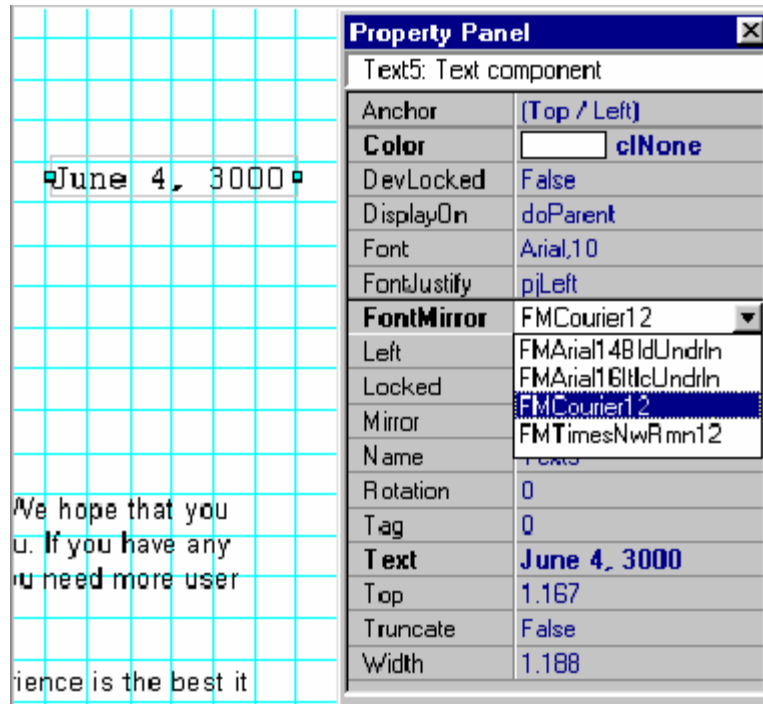 June 4, 3000
We hope that you
u. If you have any
u need more user
ience is the best it
Property Panel
Text5: Text component
Anchor (Top / Left)
Color clNone
DevLocked False
DisplayOn doParent
Font Arial,10
FontJustify pjLeft
FontMirror FMCourier12
Left FMArial14BldUndrln
Locked FMArial16ItlcUndrln
Mirror FMCourier12
FMTimesNwRmn12
Name Text5
Rotation 0
Tag 0
Text June 4, 3000
Top 1.167
Truncate False
Width 1.188